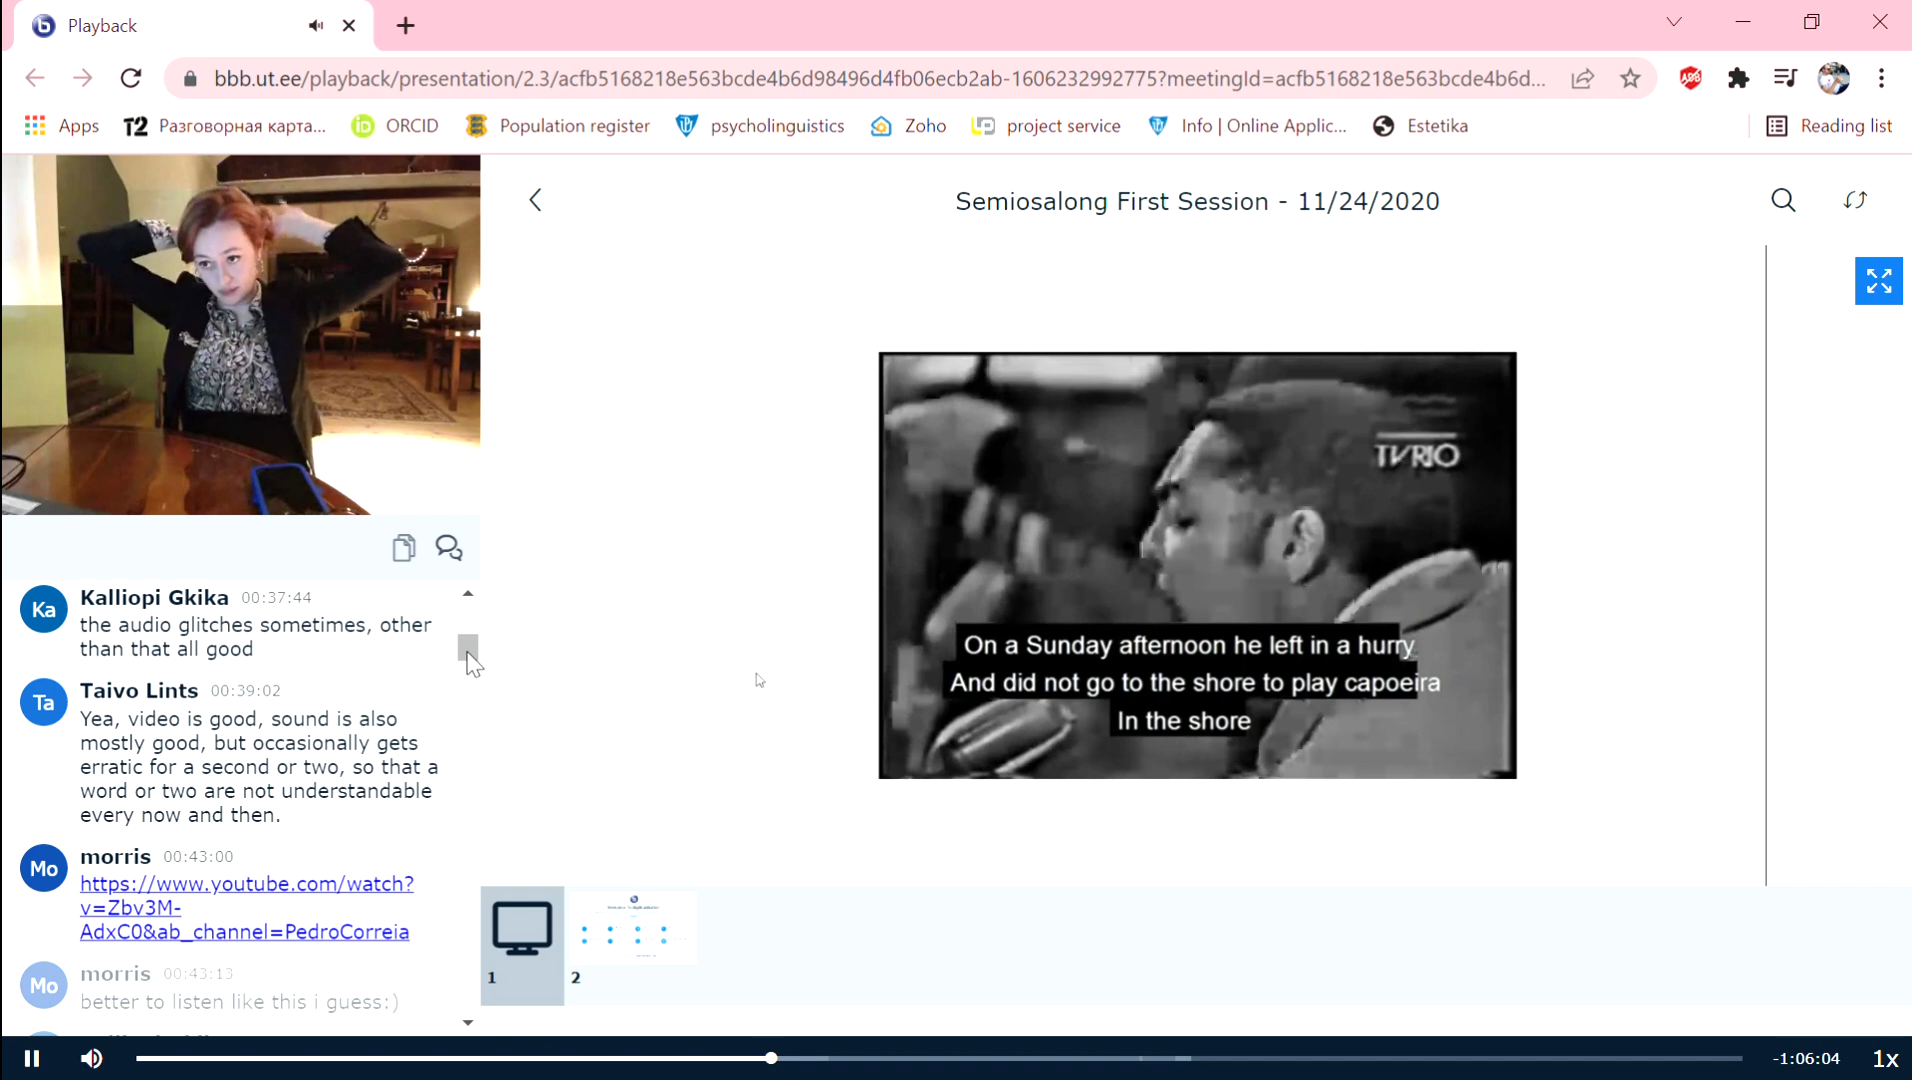 Playback
bbb.ut.ee/playback/presentation/2.3/acfb5168218e563bcde4b6d98496d4fb06ecb2ab-1606232992775?meetingId=acfb5168218e563bcde4b6d...
ABP
Apps
T2 Разговорная карта...
iD ORCID
Population register
psycholinguistics
Zoho
project service
Info | Online Applic...
Estetika
Reading list
Semiosalong First Session - 11/24/2020
Ka
Kalliopi Gkika 00:37:44
the audio glitches sometimes, other
than that all good
Ta
Taivo Lints 00:39:02
Yea, video is good, sound is also
mostly good, but occasionally gets
erratic for a second or two, so that a
word or two are not understandable
every now and then.
Mo
morris 00:43:00
https://www.youtube.com/watch?
v=Zbv3M-
AdxC0&ab_channel=PedroCorreia
Mo
morris 00:43:13
better to listen like this i guess:)
TVRIO
On a Sunday afternoon he left in a hurry
And did not go to the shore to play capoeira
In the shore
1
2
-1:06:04
1x